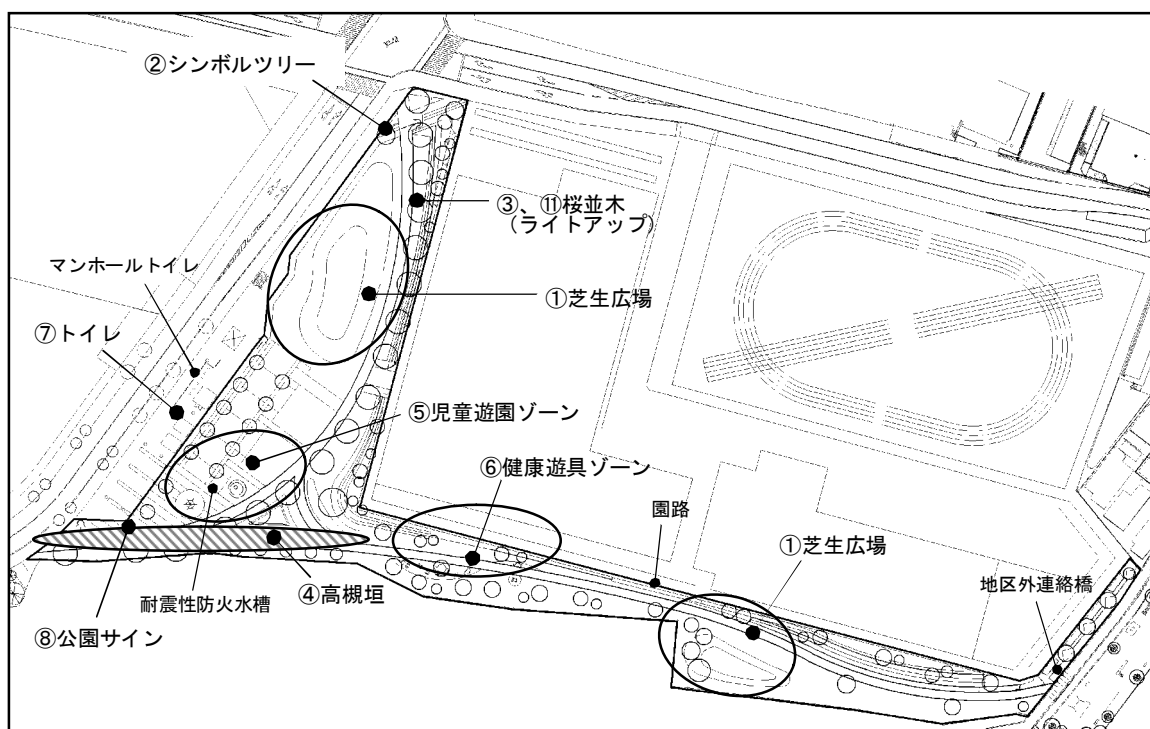 ②シンボルツリー
③、⑪桜並木
(ライトアップ)
マンホールトイレ
①芝生広場
⑦トイレ
⑤児童遊園ゾーン
⑥健康遊具ゾーン
園路
①芝生広場
地区外連絡橋
④高槻垣
耐震性防火水槽
⑧公園サイン